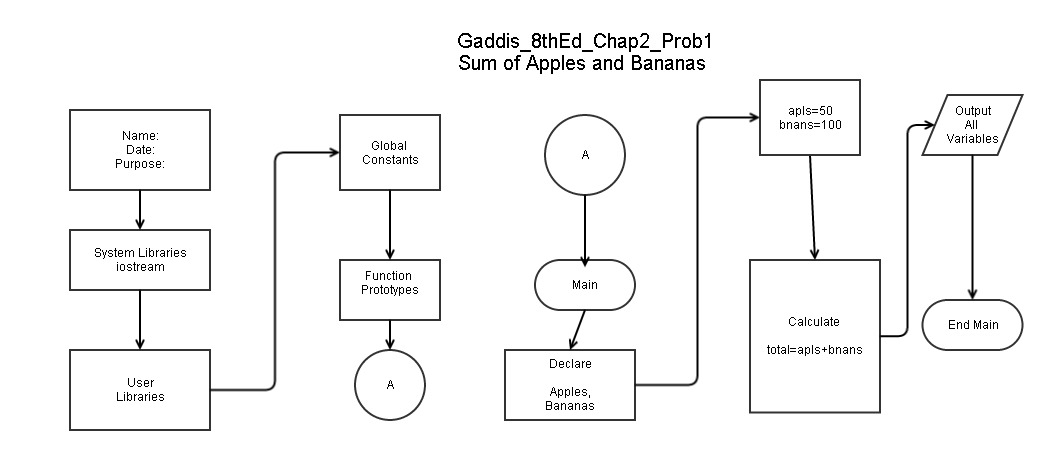 Gaddis_8thEd_Chap2_Prob1
Sum of Apples and Bananas
Name:
Date:
Purpose:
System Libraries
iostream
User
Libraries
Global
Constants
Function
Prototypes
A
A
Main
Declare
Apples,
Bananas
apls=50
bnans=100
Calculate
total=apls+bnans
Output
All
Variables
End Main